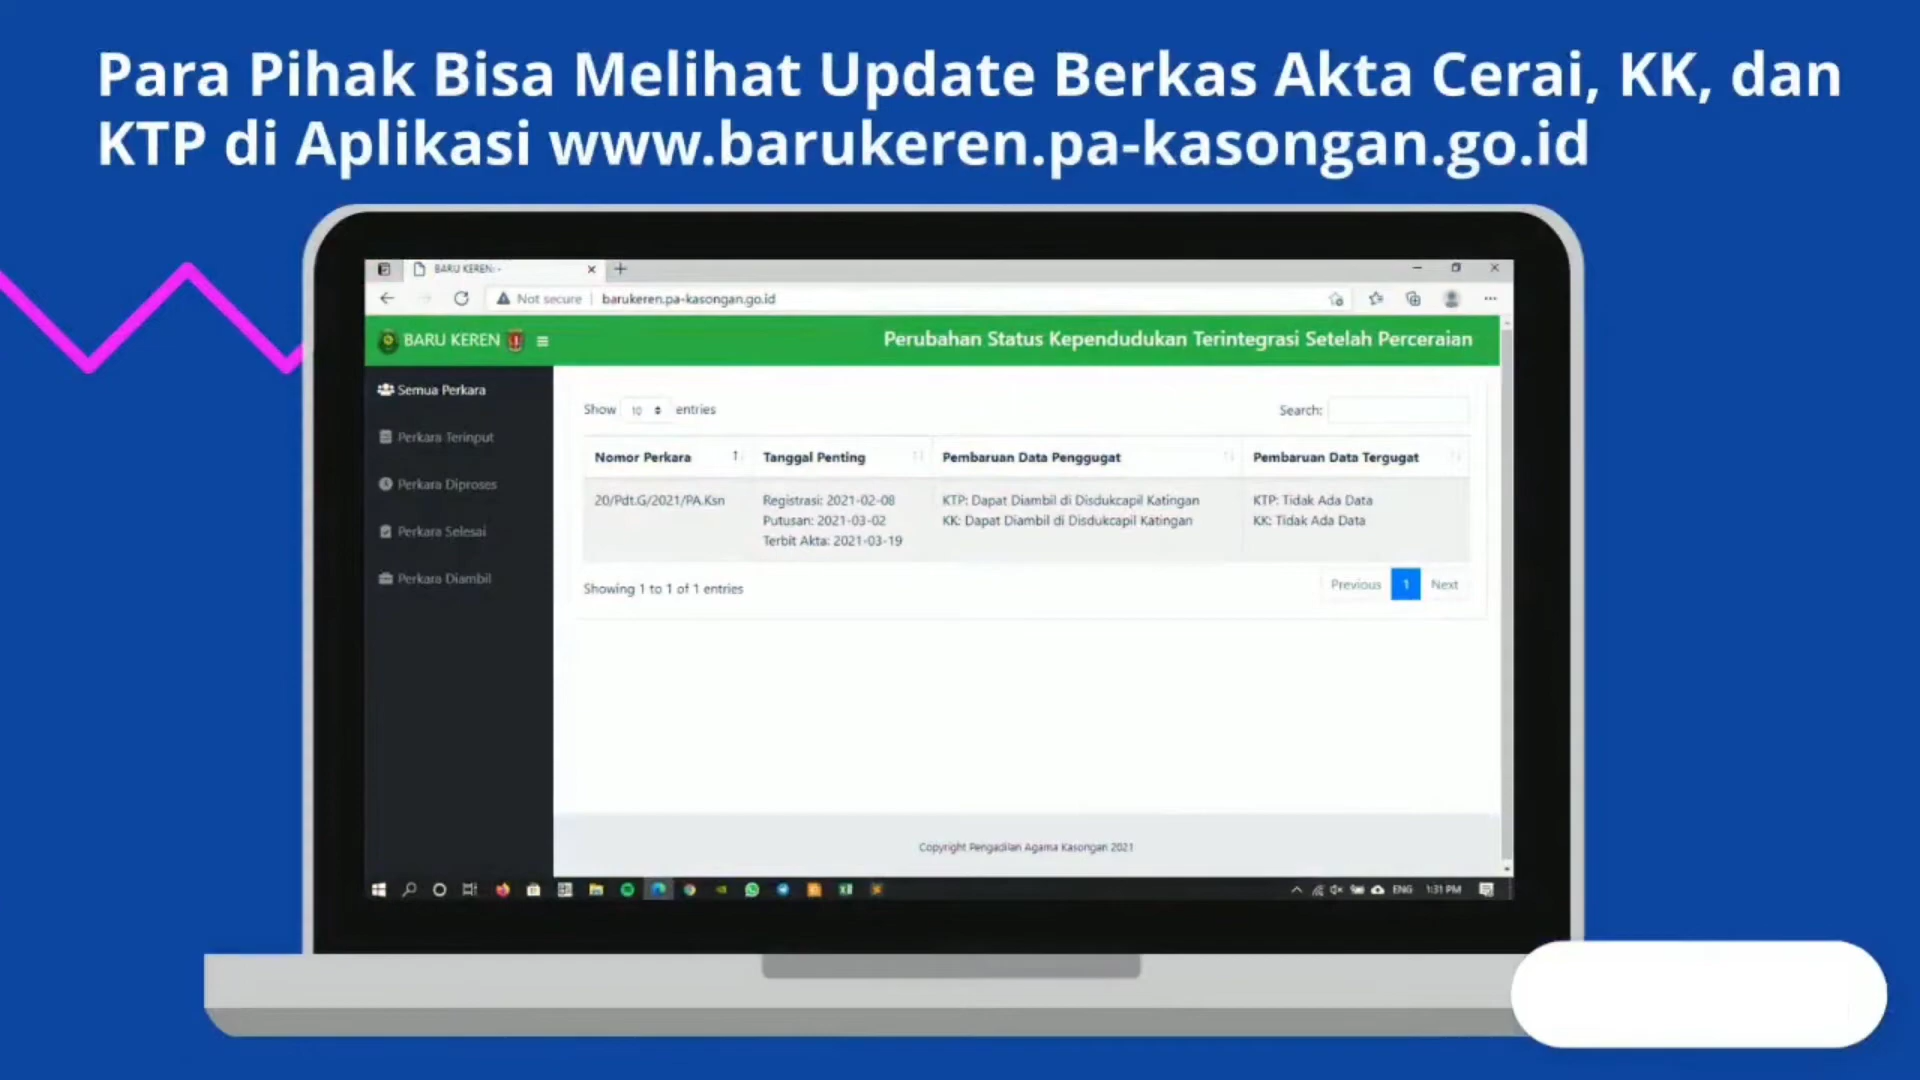 Para Pihak Bisa Melihat Update Berkas Akta Cerai, KK, dan
KTP di Aplikasi www.barukeren.pa-kasongan.go.id
BARU KEREN -
Not secure | barukeren.pa-kasongan.go.id
BARU KEREN
Perubahan Status Kependudukan Terintegrasi Setelah Perceraian
Semua Perkara
Perkara Terinput
Perkara Diproses
Perkara Selesai
Perkara Diambil
Show 10 entries
Search:
Nomor Perkara Tanggal Penting Pembaruan Data Penggugat Pembaruan Data Tergugat
20/Pdt.G/2021/PA.Ksn Registrasi: 2021-02-08 KTP: Dapat Diambil di Disdukcapil Katingan KTP: Tidak Ada Data
Putusan: 2021-03-02 KK: Dapat Diambil di Disdukcapil Katingan KK: Tidak Ada Data
Terbit Akta: 2021-03-19
Showing 1 to 1 of 1 entries
Previous 1 Next
Copyright Pengadilan Agama Kasongan 2021
ENG 1:31 PM